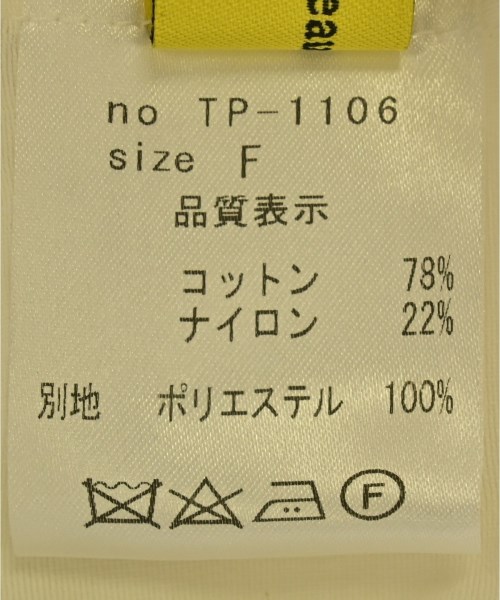 eau
no TP-1106
size F
品質表示
コットン 78%
ナイロン 22%
別地 ポリエステル 100%
F